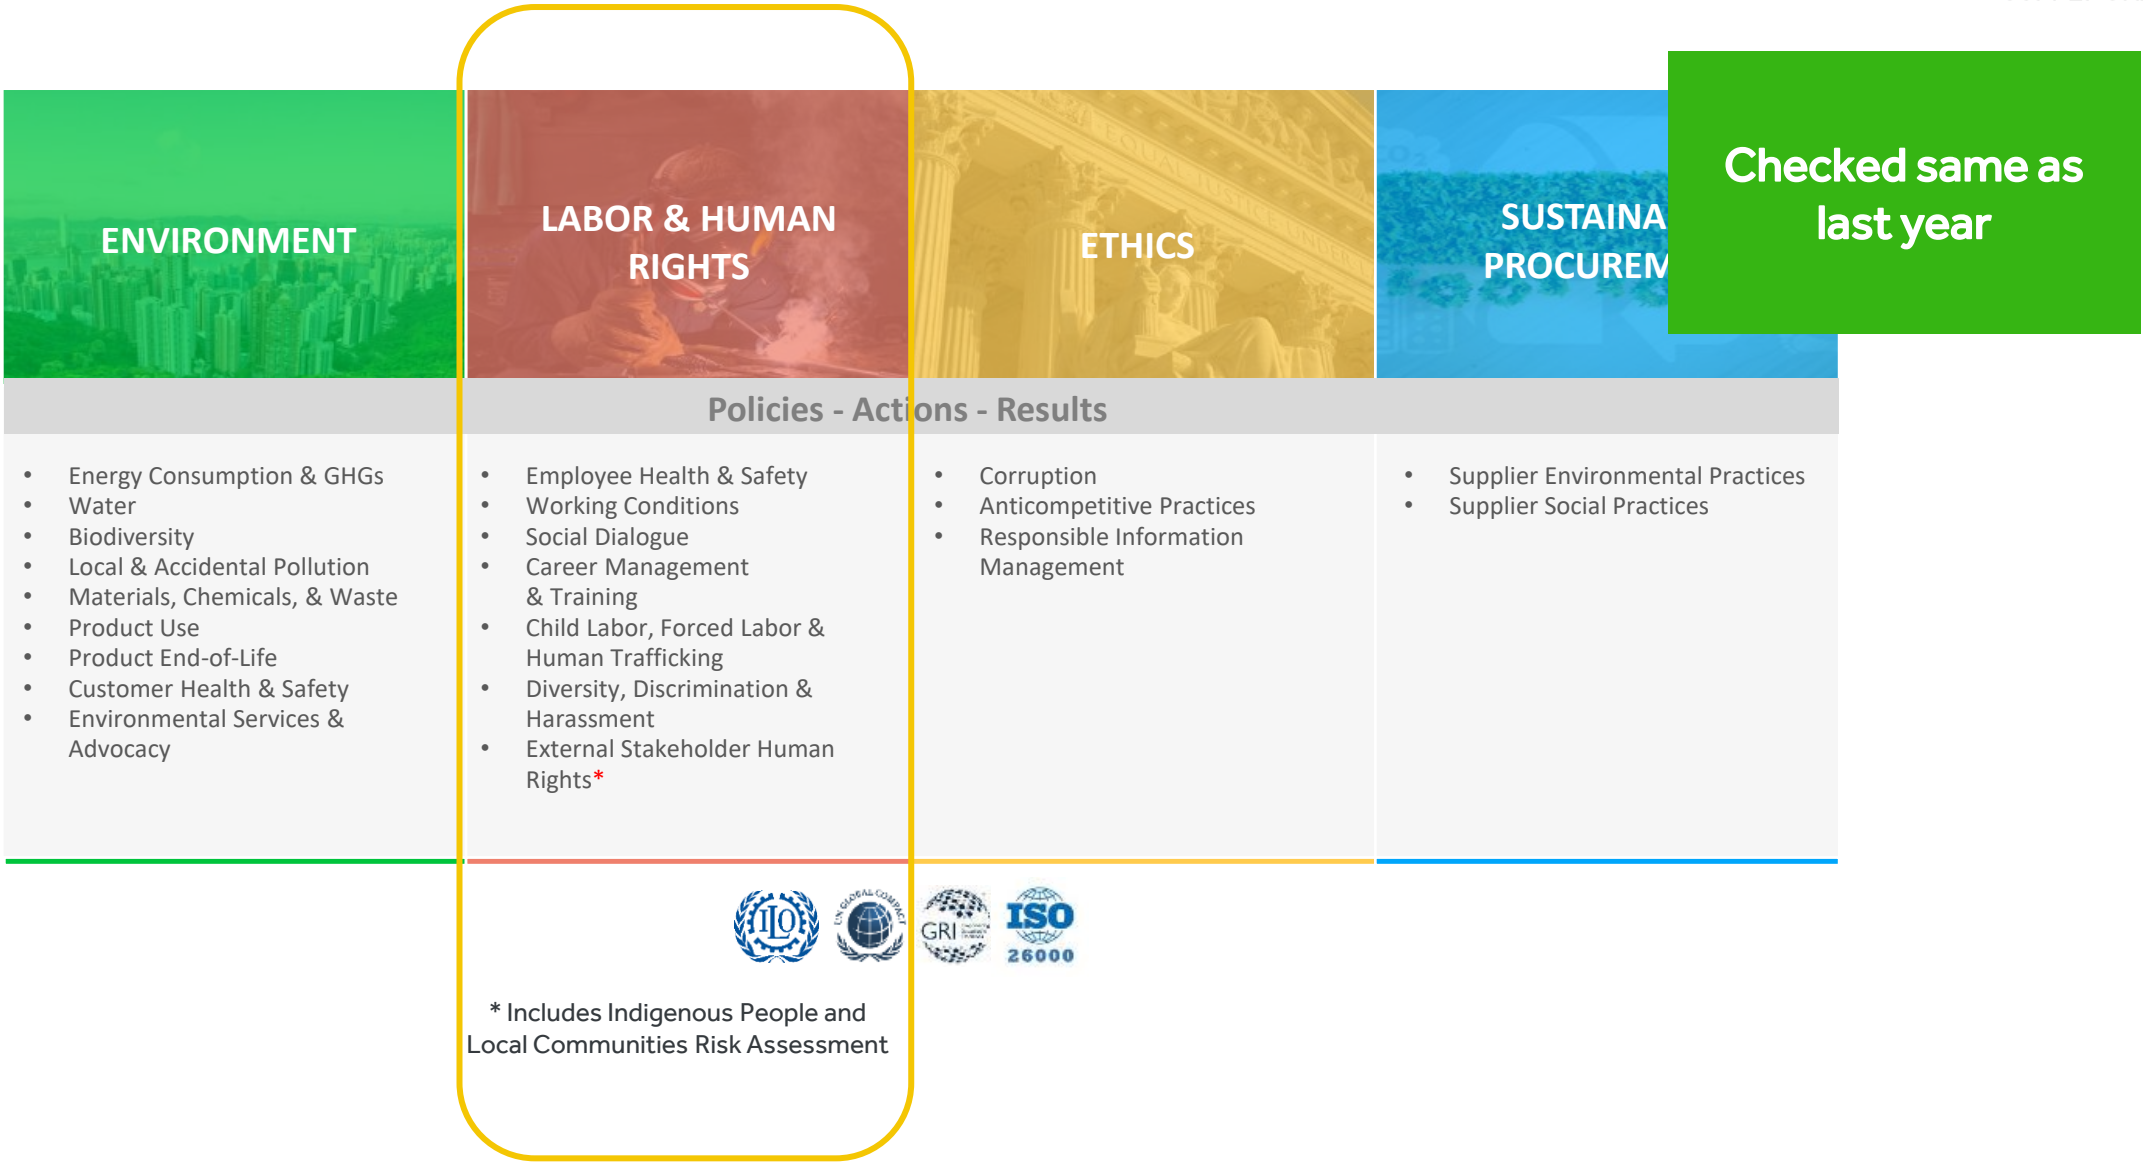 ENVIRONMENT
LABOR & HUMAN
RIGHTS
ETHICS
SUSTAINA
PROCUREM
Checked same as
last year
Policies - Actions - Results
• Energy Consumption & GHGs
• Water
• Biodiversity
• Local & Accidental Pollution
• Materials, Chemicals, & Waste
• Product Use
• Product End-of-Life
• Customer Health & Safety
• Environmental Services &
Advocacy
• Employee Health & Safety
• Working Conditions
• Social Dialogue
• Career Management
& Training
• Child Labor, Forced Labor &
Human Trafficking
• Diversity, Discrimination &
Harassment
• External Stakeholder Human
Rights*
• Corruption
• Anticompetitive Practices
• Responsible Information
Management
• Supplier Environmental Practices
• Supplier Social Practices
ILO
UN GLOBAL COMPACT
GRI
ISO
26000
* Includes Indigenous People and
Local Communities Risk Assessment